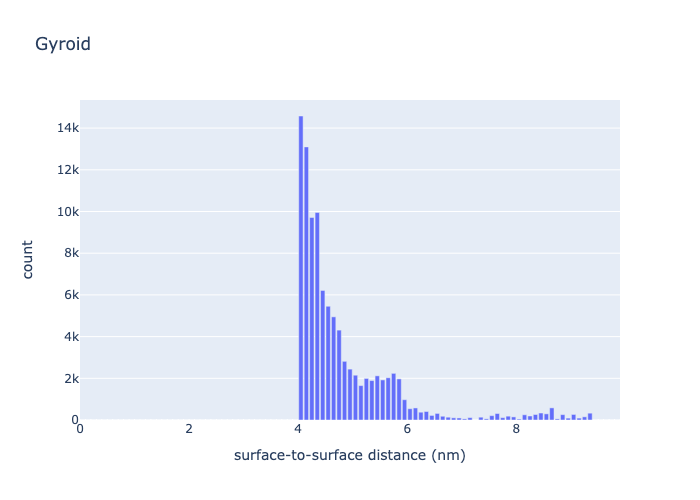 Gyroid
14k
12k
10k
8k
6k
4k
2k
0
count
0 2 4 6 8
surface-to-surface distance (nm)